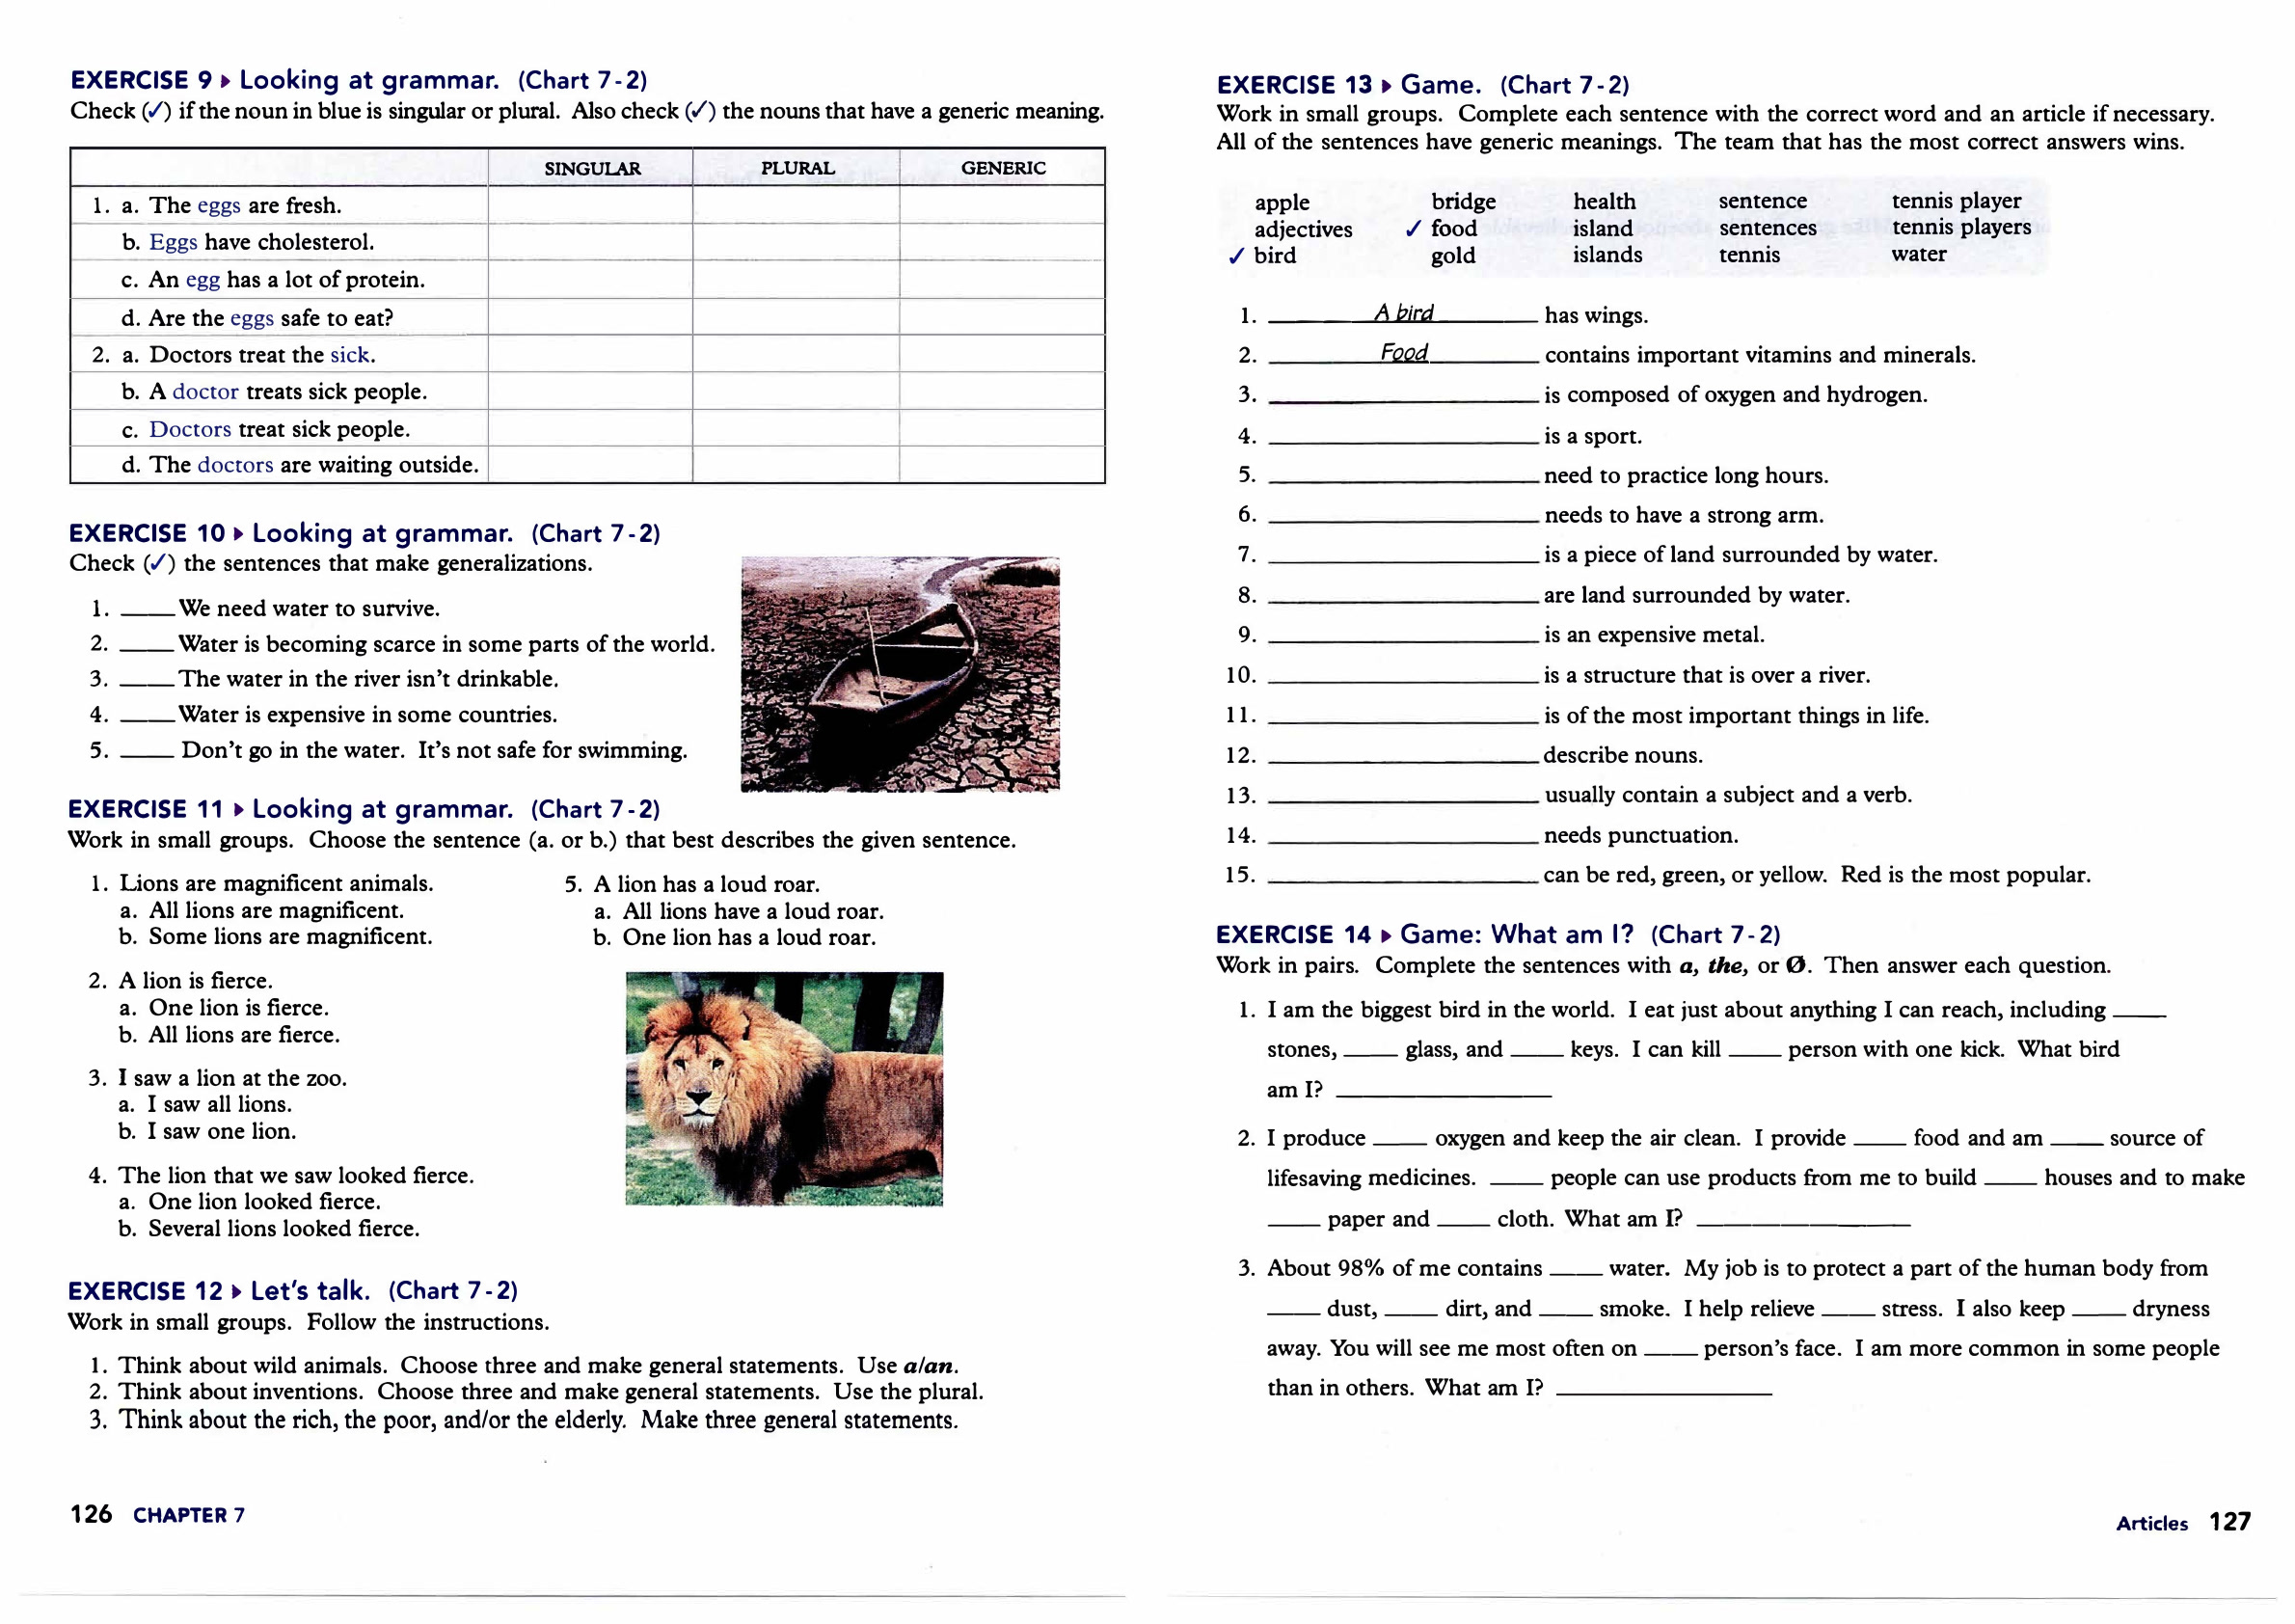 EXERCISE 9 ▸ Looking at grammar. (Chart 7-2)
Check (✓) if the noun in blue is singular or plural. Also check (✓) the nouns that have a generic meaning.
SINGULAR PLURAL GENERIC
1. a. The eggs are fresh.
b. Eggs have cholesterol.
c. An egg has a lot of protein.
d. Are the eggs safe to eat?
2. a. Doctors treat the sick.
b. A doctor treats sick people.
c. Doctors treat sick people.
d. The doctors are waiting outside.
EXERCISE 10 ▸ Looking at grammar. (Chart 7-2)
Check (✓) the sentences that make generalizations.
1. ____ We need water to survive.
2. ____ Water is becoming scarce in some parts of the world.
3. ____ The water in the river isn't drinkable.
4. ____ Water is expensive in some countries.
5. ____ Don't go in the water. It's not safe for swimming.
EXERCISE 11 ▸ Looking at grammar. (Chart 7-2)
Work in small groups. Choose the sentence (a. or b.) that best describes the given sentence.
1. Lions are magnificent animals.
a. All lions are magnificent.
b. Some lions are magnificent.
2. A lion is fierce.
a. One lion is fierce.
b. All lions are fierce.
3. I saw a lion at the zoo.
a. I saw all lions.
b. I saw one lion.
4. The lion that we saw looked fierce.
a. One lion looked fierce.
b. Several lions looked fierce.
5. A lion has a loud roar.
a. All lions have a loud roar.
b. One lion has a loud roar.
EXERCISE 12 ▸ Let's talk. (Chart 7-2)
Work in small groups. Follow the instructions.
1. Think about wild animals. Choose three and make general statements. Use a/an.
2. Think about inventions. Choose three and make general statements. Use the plural.
3. Think about the rich, the poor, and/or the elderly. Make three general statements.
126 CHAPTER 7
EXERCISE 13 ▸ Game. (Chart 7-2)
Work in small groups. Complete each sentence with the correct word and an article if necessary.
All of the sentences have generic meanings. The team that has the most correct answers wins.
apple bridge health sentence tennis player
adjectives ✓ food island sentences tennis players
✓ bird gold islands tennis water
1. A bird has wings.
2. Food contains important vitamins and minerals.
3. ____ is composed of oxygen and hydrogen.
4. ____ is a sport.
5. ____ need to practice long hours.
6. ____ needs to have a strong arm.
7. ____ is a piece of land surrounded by water.
8. ____ are land surrounded by water.
9. ____ is an expensive metal.
10. ____ is a structure that is over a river.
11. ____ is of the most important things in life.
12. ____ describe nouns.
13. ____ usually contain a subject and a verb.
14. ____ needs punctuation.
15. ____ can be red, green, or yellow. Red is the most popular.
EXERCISE 14 ▸ Game: What am I? (Chart 7-2)
Work in pairs. Complete the sentences with a, the, or Ø. Then answer each question.
1. I am the biggest bird in the world. I eat just about anything I can reach, including ____
stones, ____ glass, and ____ keys. I can kill ____ person with one kick. What bird
am I? ____
2. I produce ____ oxygen and keep the air clean. I provide ____ food and am ____ source of
lifesaving medicines. ____ people can use products from me to build ____ houses and to make
____ paper and ____ cloth. What am I? ____
3. About 98% of me contains ____ water. My job is to protect a part of the human body from
____ dust, ____ dirt, and ____ smoke. I help relieve ____ stress. I also keep ____ dryness
away. You will see me most often on ____ person's face. I am more common in some people
than in others. What am I? ____
Articles 127